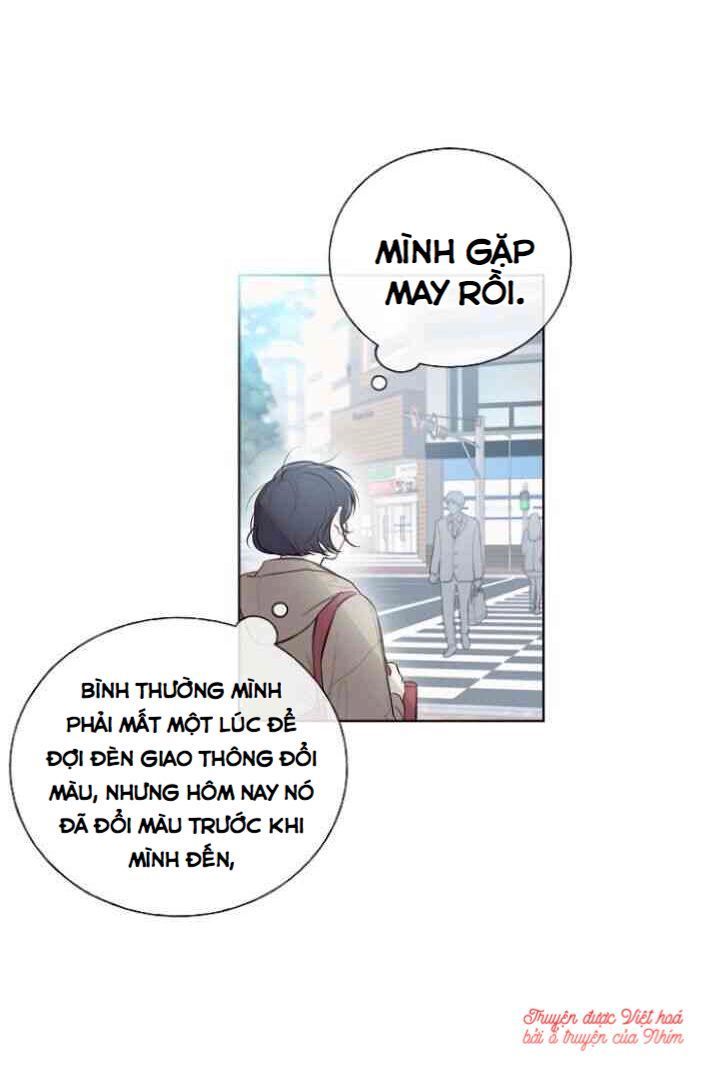 MÌNH GẶP
MAY RỒI.
BÌNH THƯỜNG MÌNH
PHẢI MẤT MỘT LÚC ĐỂ
ĐỢI ĐÈN GIAO THÔNG ĐỔI
MÀU, NHƯNG HÔM NAY NÓ
ĐÃ ĐỔI MÀU TRƯỚC KHI
MÌNH ĐẾN,
Truyện được Việt hoá
bởi ổ truyện của Nhím